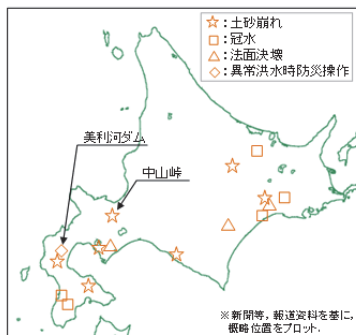 ☆：土砂崩れ
□：冠水
△：法面決壊
◇：異常洪水時防災操作
美利河ダム
中山峠
※新聞等，報道資料を基に，
概略位置をプロット．